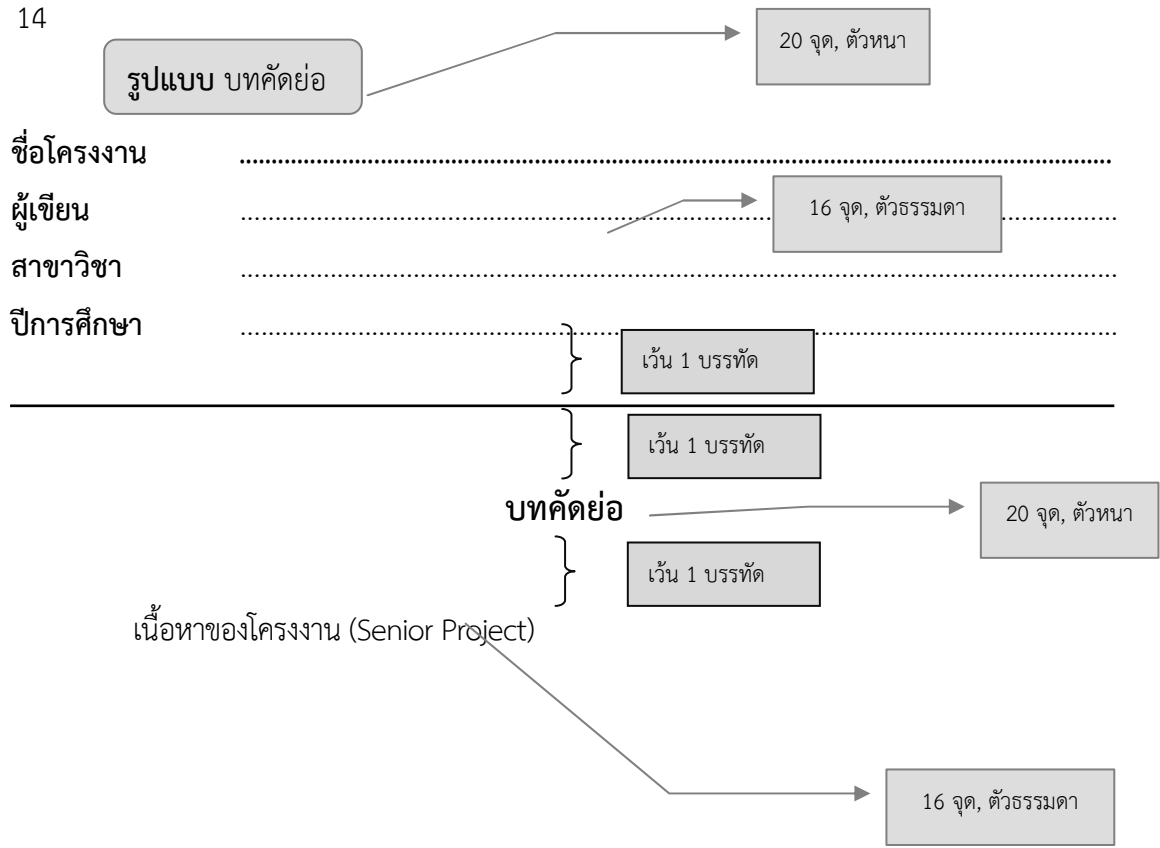 14
20 จุด, ตัวหนา
รูปแบบ บทคัดย่อ
ชื่อโครงงาน ........................................................................................................................
ผู้เขียน ........................................................................................................................
16 จุด, ตัวธรรมดา
สาขาวิชา ........................................................................................................................
ปีการศึกษา ........................................................................................................................
เว้น 1 บรรทัด
เว้น 1 บรรทัด
บทคัดย่อ
20 จุด, ตัวหนา
เว้น 1 บรรทัด
เนื้อหาของโครงงาน (Senior Project)
16 จุด, ตัวธรรมดา